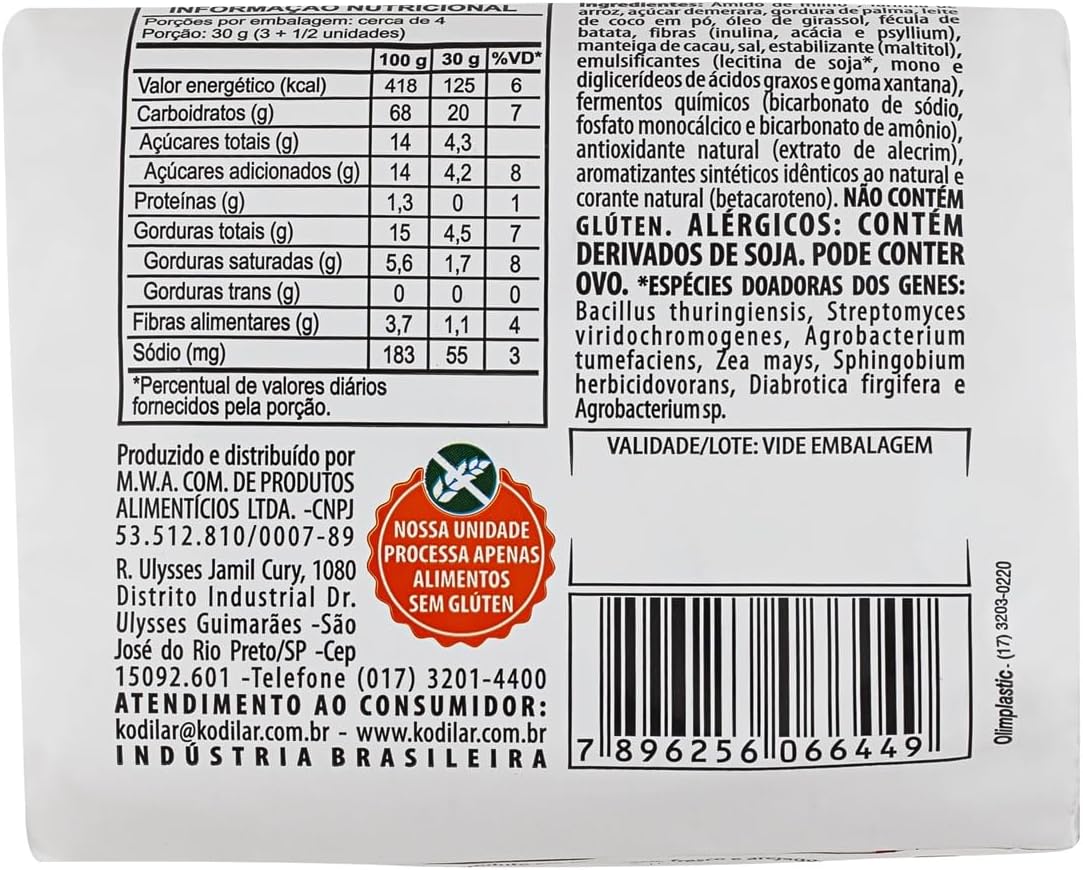 INFORMAÇÃO NUTRICIONAL
Porções por embalagem: cerca de 4
Porção: 30 g (3 + 1/2 unidades)
100 g 30 g %VD*
Valor energético (kcal) 418 125 6
Carboidratos (g) 68 20 7
Açúcares totais (g) 14 4,3
Açúcares adicionados (g) 14 4,2 8
Proteínas (g) 1,3 0 1
Gorduras totais (g) 15 4,5 7
Gorduras saturadas (g) 5,6 1,7 8
Gorduras trans (g) 0 0 0
Fibras alimentares (g) 3,7 1,1 4
Sódio (mg) 183 55 3
*Percentual de valores diários
fornecidos pela porção.
Ingredientes: Amido de
arroz, açúcar demerara, gordura de palma, leite
de coco em pó, óleo de girassol, fécula de
batata, fibras (inulina, acácia e psyllium),
manteiga de cacau, sal, estabilizante (maltitol),
emulsificantes (lecitina de soja*, mono e
diglicerídeos de ácidos graxos e goma xantana),
fermentos químicos (bicarbonato de sódio,
fosfato monocálcico e bicarbonato de amônio),
antioxidante natural (extrato de alecrim),
aromatizantes sintéticos idênticos ao natural e
corante natural (betacaroteno). NÃO CONTÉM
GLÚTEN. ALÉRGICOS: CONTÉM
DERIVADOS DE SOJA. PODE CONTER
OVO. *ESPÉCIES DOADORAS DOS GENES:
Bacillus thuringiensis, Streptomyces
viridochromogenes, Agrobacterium
tumefaciens, Zea mays, Sphingobium
herbicidovorans, Diabrotica firgifera e
Agrobacterium sp.
VALIDADE/LOTE: VIDE EMBALAGEM
Produzido e distribuído por
M.W.A. COM. DE PRODUTOS
ALIMENTÍCIOS LTDA. -CNPJ
53.512.810/0007-89
R. Ulysses Jamil Cury, 1080
Distrito Industrial Dr.
Ulysses Guimarães -São
José do Rio Preto/SP -Cep
15092.601 -Telefone (017) 3201-4400
ATENDIMENTO AO CONSUMIDOR:
kodilar@kodilar.com.br - www.kodilar.com.br
INDÚSTRIA BRASILEIRA
NOSSA UNIDADE
PROCESSA APENAS
ALIMENTOS
SEM GLÚTEN
7 896256 066449
Olimplastic - (17) 3203-0220